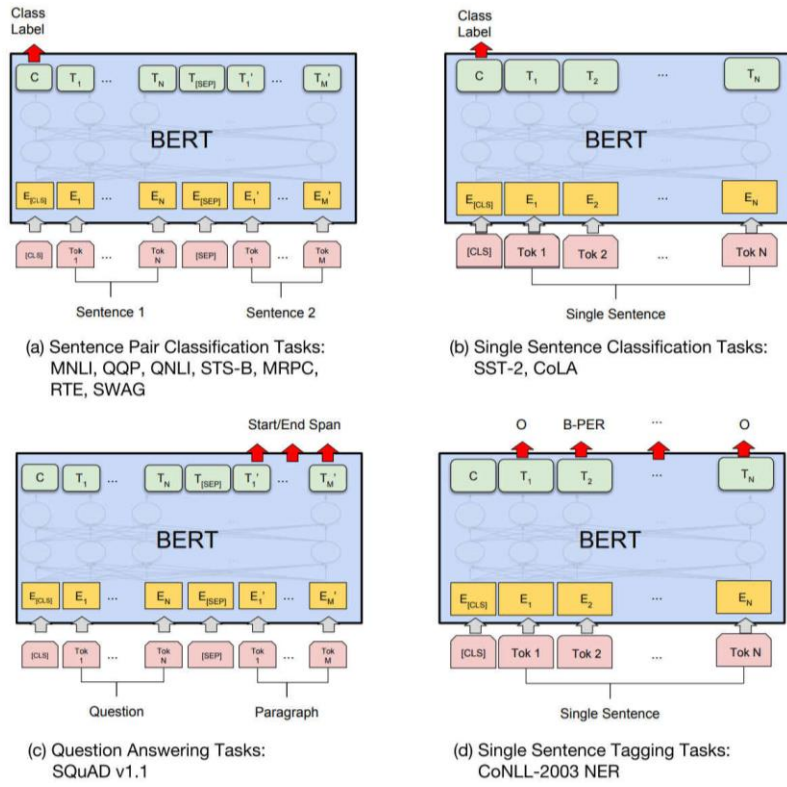 Class
Label
C T1 ... TN T[SEP] T1' ... TM'
BERT
E[CLS] E1 ... EN E[SEP] E1' ... EM'
[CLS] Tok 1 ... Tok N [SEP] Tok 1 ... Tok M
Sentence 1 Sentence 2
(a) Sentence Pair Classification Tasks:
MNLI, QQP, QNLI, STS-B, MRPC,
RTE, SWAG
Class
Label
C T1 T2 ... TN
BERT
E[CLS] E1 E2 ... EN
[CLS] Tok 1 Tok 2 ... Tok N
Single Sentence
(b) Single Sentence Classification Tasks:
SST-2, CoLA
Start/End Span
C T1 ... TN T[SEP] T1' ... TM'
BERT
E[CLS] E1 ... EN E[SEP] E1' ... EM'
[CLS] Tok 1 ... Tok N [SEP] Tok 1 ... Tok M
Question Paragraph
(c) Question Answering Tasks:
SQuAD v1.1
O B-PER ... O
C T1 T2 ... TN
BERT
E[CLS] E1 E2 ... EN
[CLS] Tok 1 Tok 2 ... Tok N
Single Sentence
(d) Single Sentence Tagging Tasks:
CoNLL-2003 NER